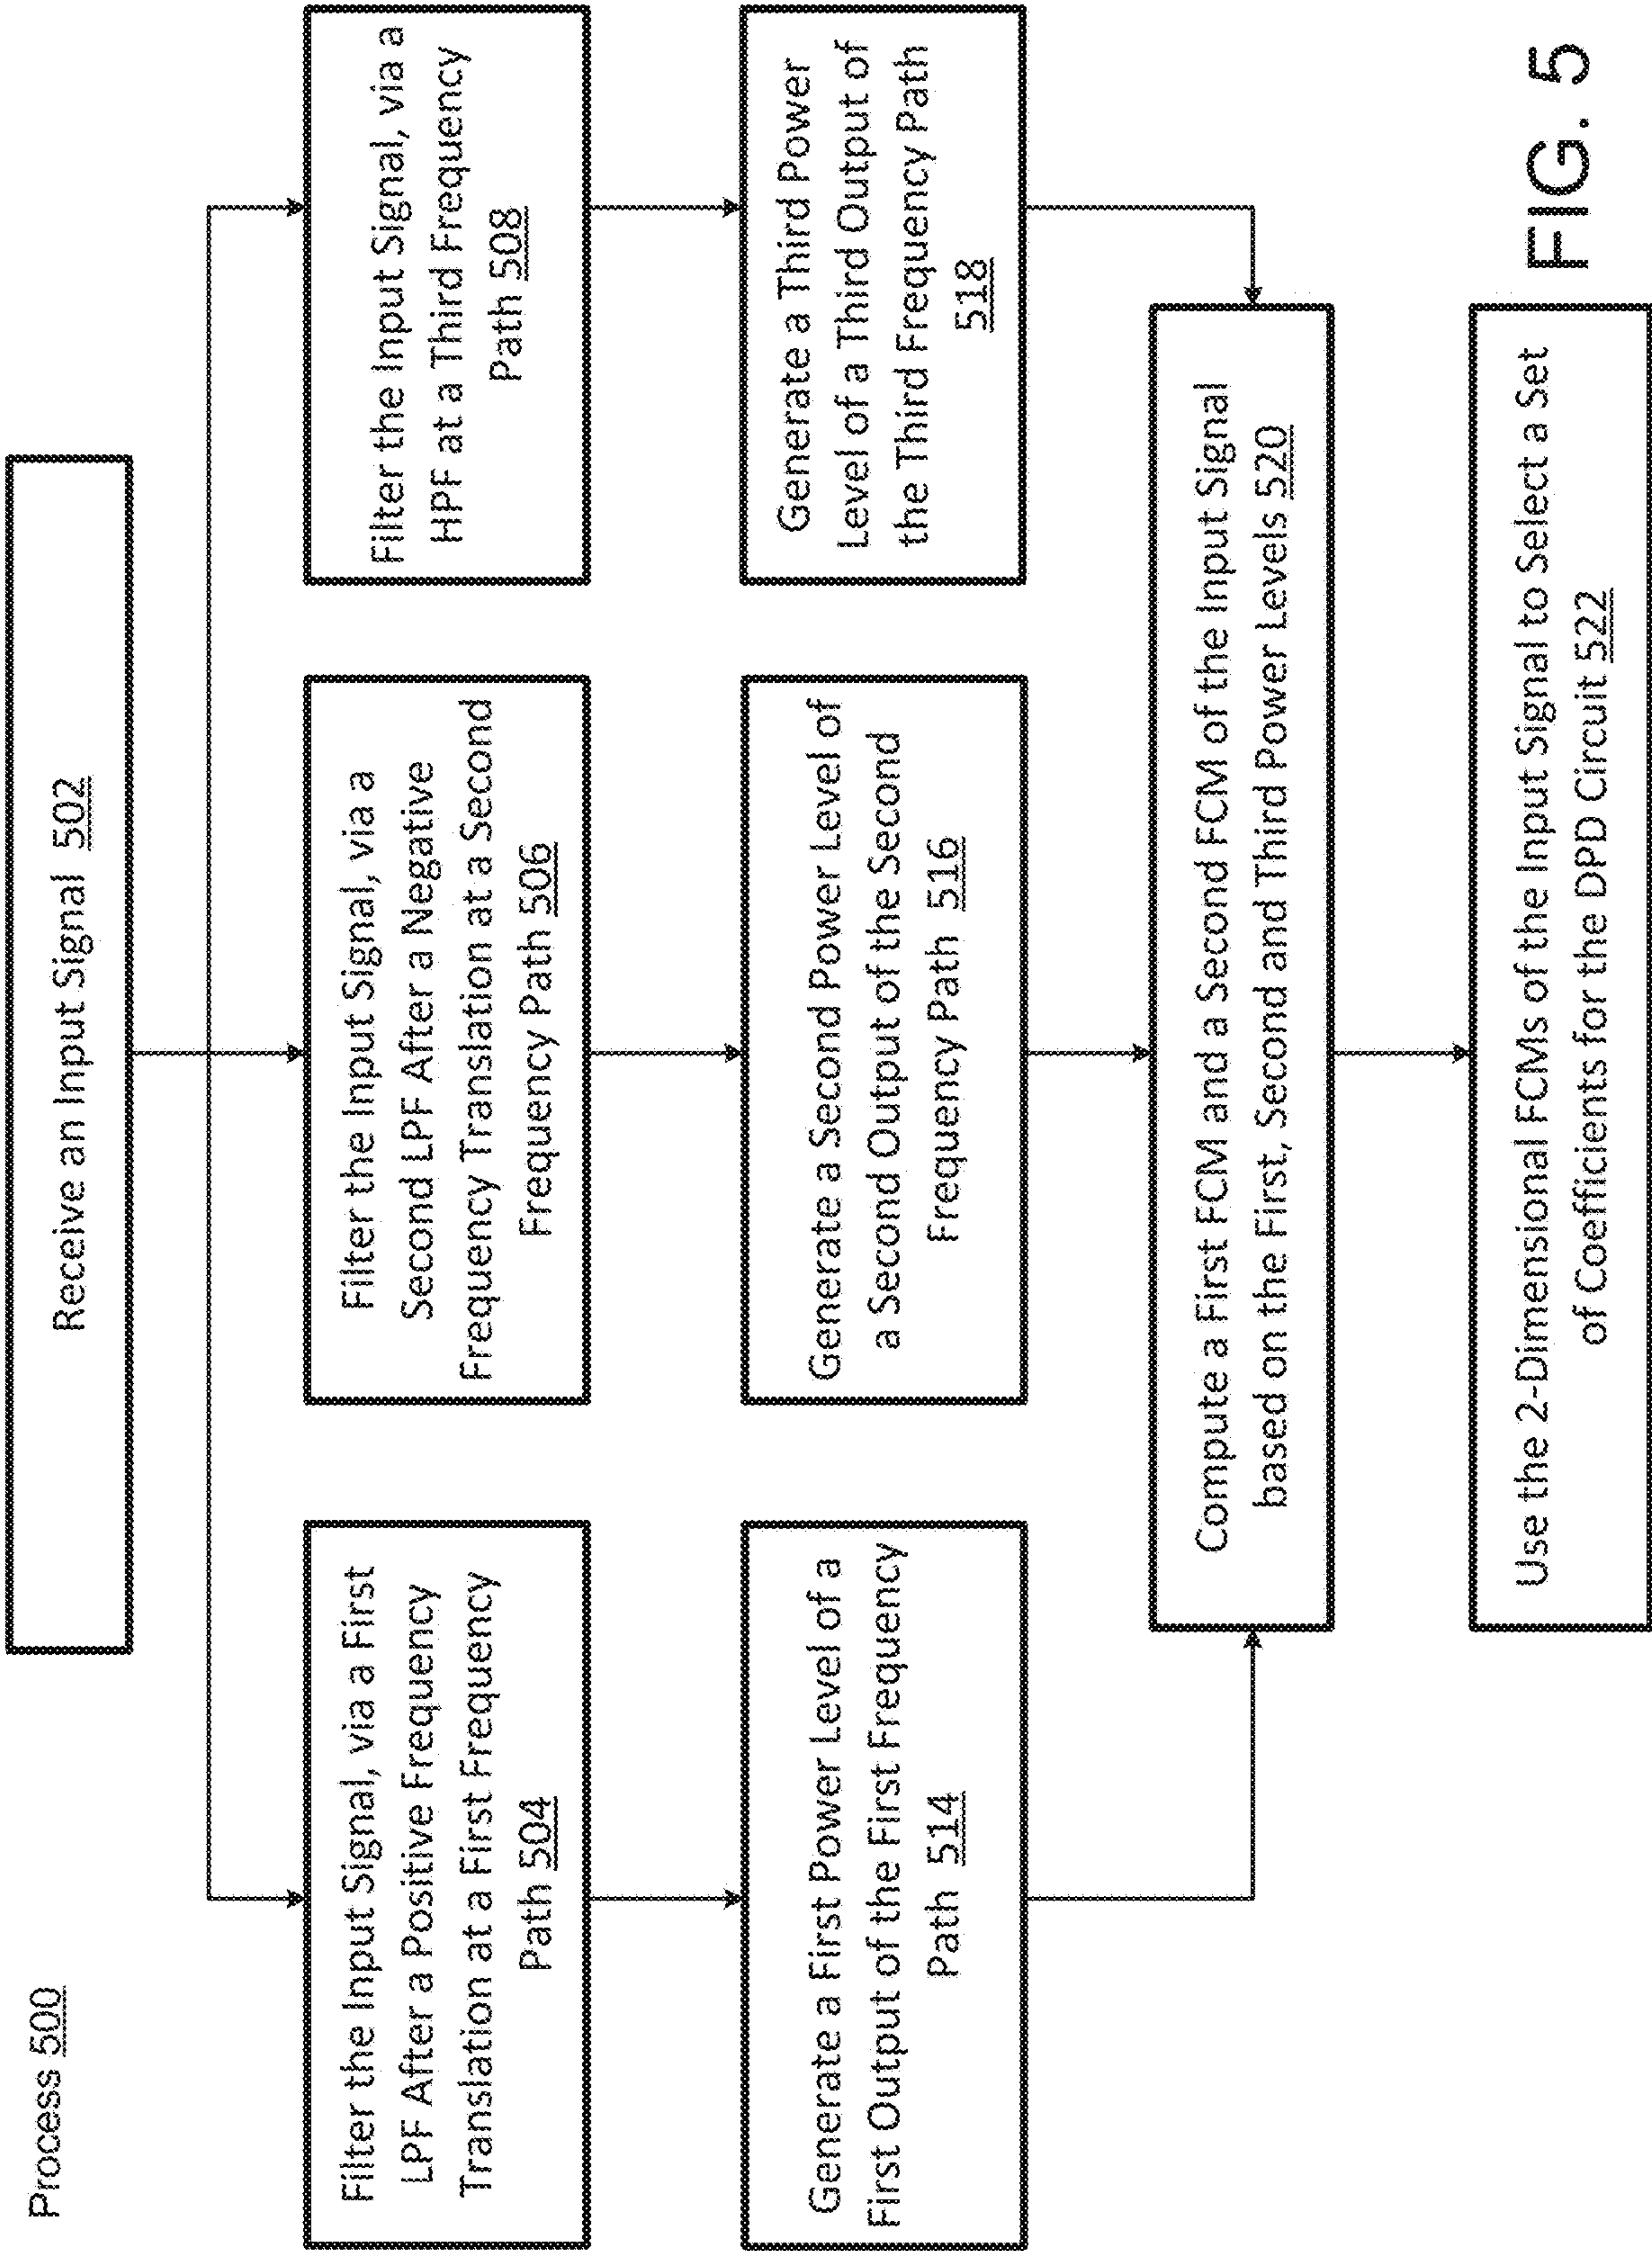 Process 500
Receive an Input Signal 502
Filter the Input Signal, via a First
LPF After a Positive Frequency
Translation at a First Frequency
Path 504
Filter the Input Signal, via a
Second LPF After a Negative
Frequency Translation at a Second
Frequency Path 506
Filter the Input Signal, via a
HPF at a Third Frequency
Path 508
Generate a First Power Level of a
First Output of the First Frequency
Path 514
Generate a Second Power Level of
a Second Output of the Second
Frequency Path 516
Generate a Third Power
Level of a Third Output of
the Third Frequency Path
518
Compute a First FCM and a Second FCM of the Input Signal
based on the First, Second and Third Power Levels 520
Use the 2-Dimensional FCMs of the Input Signal to Select a Set
of Coefficients for the DPD Circuit 522
FIG. 5